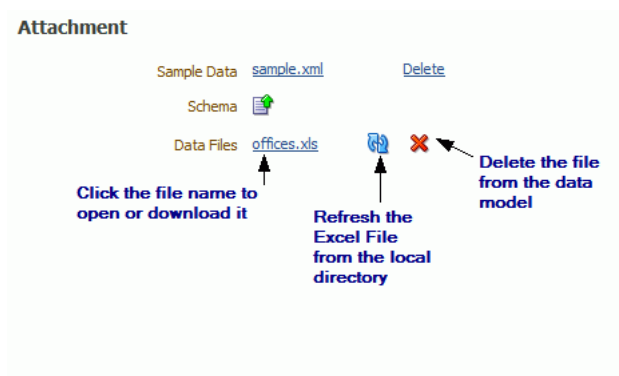 Attachment
Sample Data sample.xml Delete
Schema
Data Files offices.xls
Click the file name to
open or download it
Refresh the
Excel File
from the local
directory
Delete the file
from the data
model